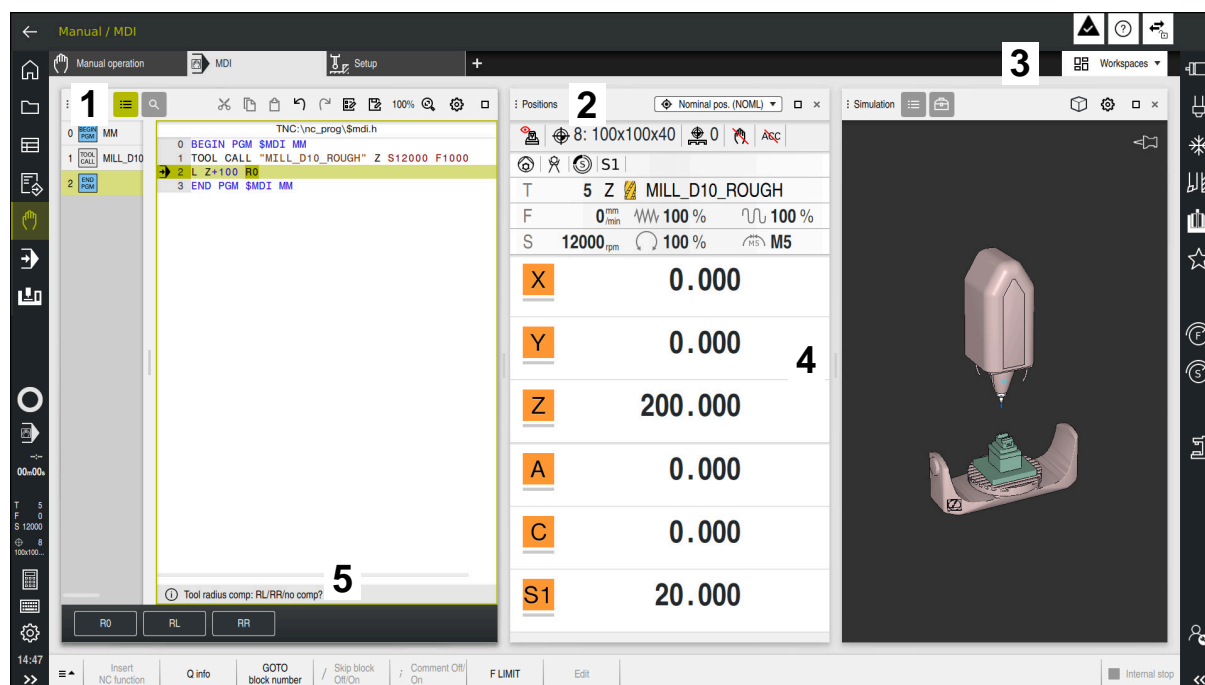 Manual / MDI
Manual operation
MDI
Setup
+
3
Workspaces
1
100%
2
Positions
Nominal pos. (NOML)
Simulation
0 BEGIN PGM MM
1 TOOL CALL MILL_D10
2 END PGM
TNC:\nc_prog\$mdi.h
0 BEGIN PGM $MDI MM
1 TOOL CALL "MILL_D10_ROUGH" Z S12000 F1000
2 L Z+100 R0
3 END PGM $MDI MM
8: 100x100x40 0 ACC
S S1
T 5 Z MILL_D10_ROUGH
F 0 mm/min 100 % 100 %
S 12000 rpm 100 % M5 M5
X 0.000
Y 0.000
4
Z 200.000
A 0.000
C 0.000
S1 20.000
5
Tool radius comp: RL/RR/no comp?
R0 RL RR
F
S
-:--
00m00s
T 5
F 0
S 12000
8
100x100...
14:47
Insert
NC function
Q info
GOTO
block number
/ Skip block
Off/On
; Comment Off/
On
F LIMIT
Edit
Internal stop